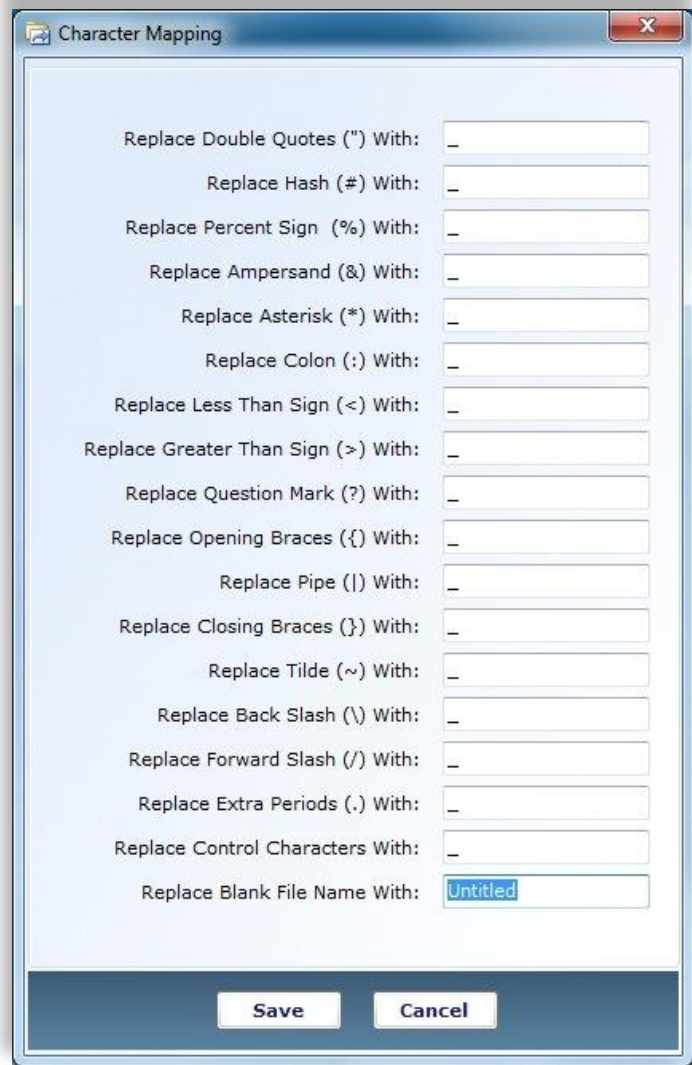 Character Mapping
Replace Double Quotes (") With: _
Replace Hash (#) With: _
Replace Percent Sign  (%) With: _
Replace Ampersand (&) With: _
Replace Asterisk (*) With: _
Replace Colon (:) With: _
Replace Less Than Sign (<) With: _
Replace Greater Than Sign (>) With: _
Replace Question Mark (?) With: _
Replace Opening Braces ({) With: _
Replace Pipe (|) With: _
Replace Closing Braces (}) With: _
Replace Tilde (~) With: _
Replace Back Slash (\) With: _
Replace Forward Slash (/) With: _
Replace Extra Periods (.) With: _
Replace Control Characters With: _
Replace Blank File Name With: Untitled
Save Cancel